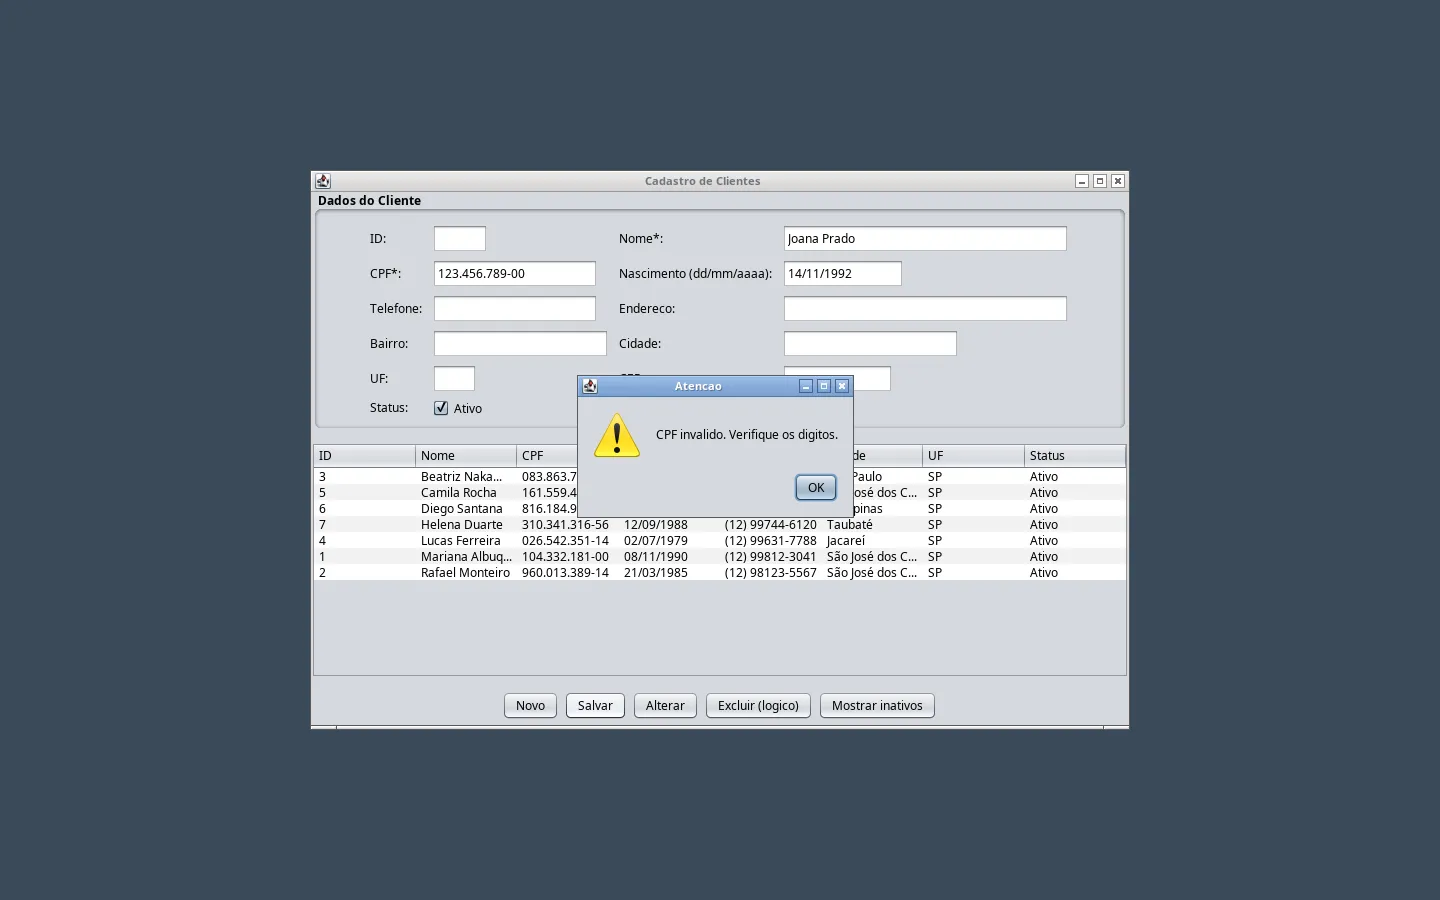 Cadastro de Clientes
Dados do Cliente
ID:
Nome*: Joana Prado
CPF*: 123.456.789-00
Nascimento (dd/mm/aaaa): 14/11/1992
Telefone:
Endereco:
Bairro:
Cidade:
UF:
Status: Ativo
Atencao
CPF invalido. Verifique os digitos.
OK
ID Nome CPF UF Status
3 Beatriz Naka... 083.863.7 Paulo SP Ativo
5 Camila Rocha 161.559.4 osé dos C... SP Ativo
6 Diego Santana 816.184.9 pinas SP Ativo
7 Helena Duarte 310.341.316-56 12/09/1988 (12) 99744-6120 Taubaté SP Ativo
4 Lucas Ferreira 026.542.351-14 02/07/1979 (12) 99631-7788 Jacareí SP Ativo
1 Mariana Albuq... 104.332.181-00 08/11/1990 (12) 99812-3041 São José dos C... SP Ativo
2 Rafael Monteiro 960.013.389-14 21/03/1985 (12) 98123-5567 São José dos C... SP Ativo
Novo Salvar Alterar Excluir (logico) Mostrar inativos